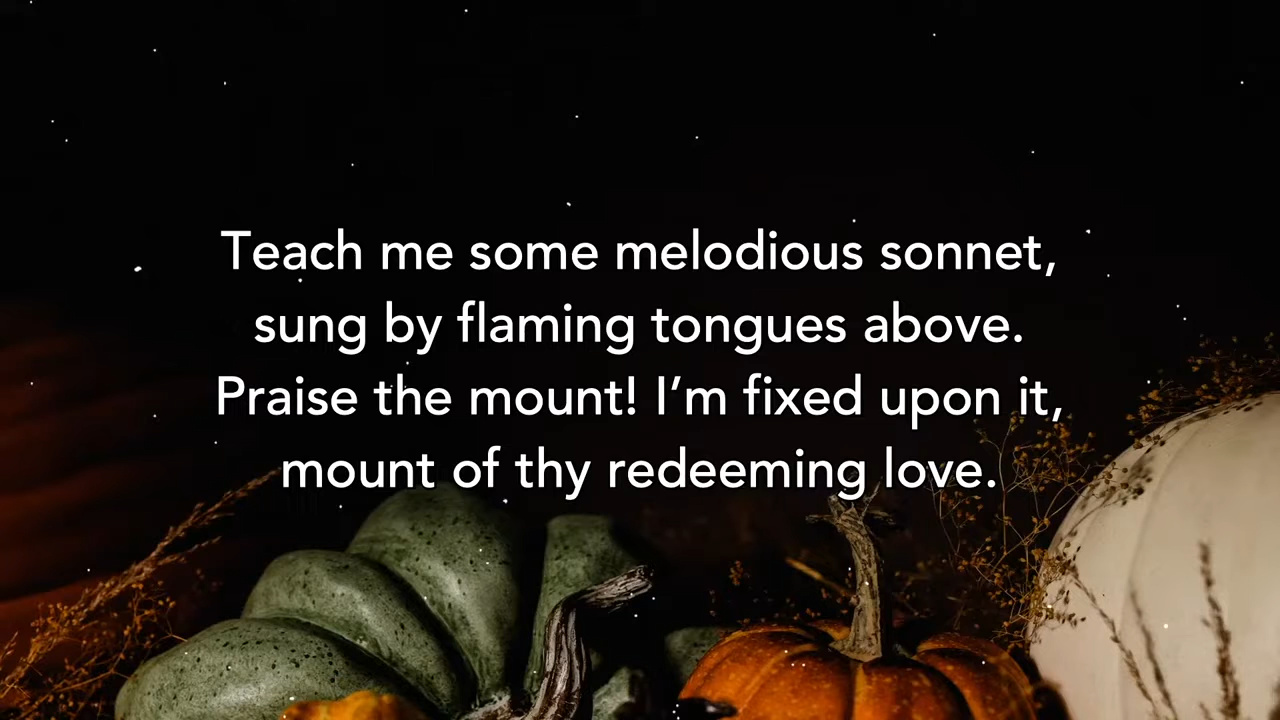 Teach me some melodious sonnet,
sung by flaming tongues above.
Praise the mount! I’m fixed upon it,
mount of thy redeeming love.